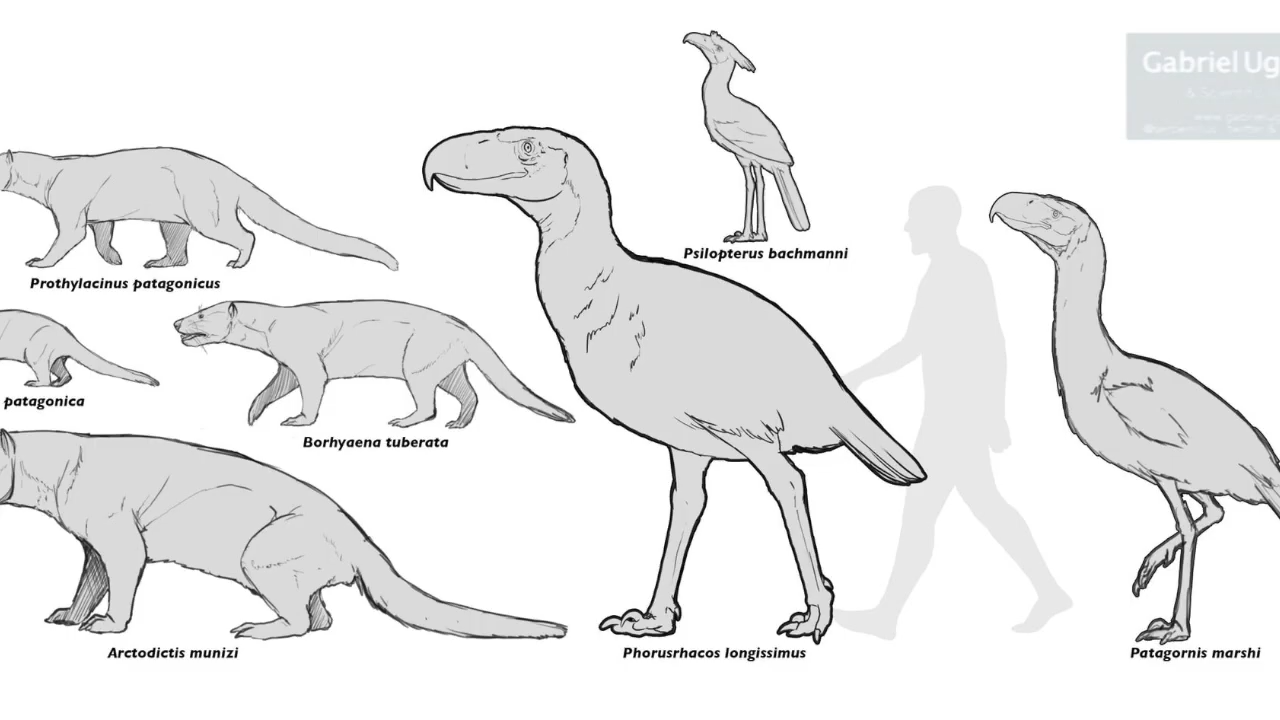 Gabriel Ug
Psilopterus bachmanni
Prothylacinus patagonicus
patagonica
Borhyaena tuberata
Arctodictis munizi
Phorusrhacos longissimus
Patagornis marshi